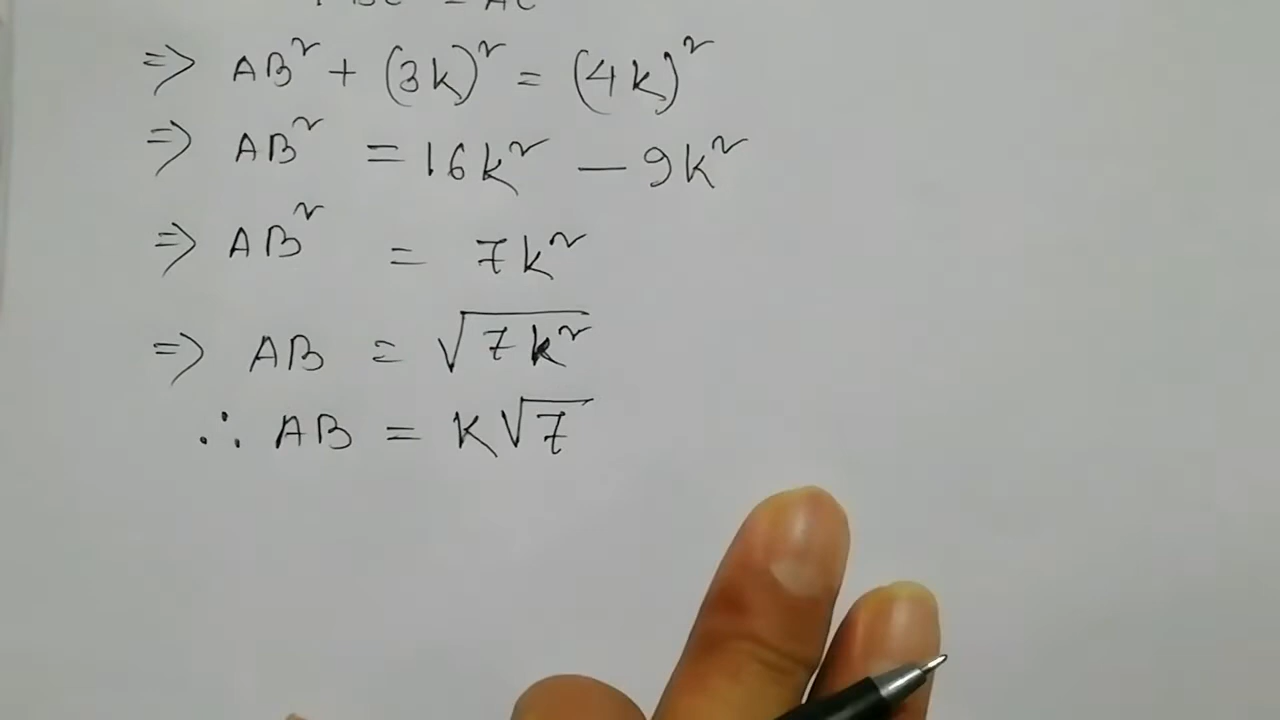 ⇒ AB² + (3k)² = (4k)²
⇒ AB² = 16k² — 9k²
⇒ AB² = 7k²
⇒ AB = √7k²
∴ AB = K√7